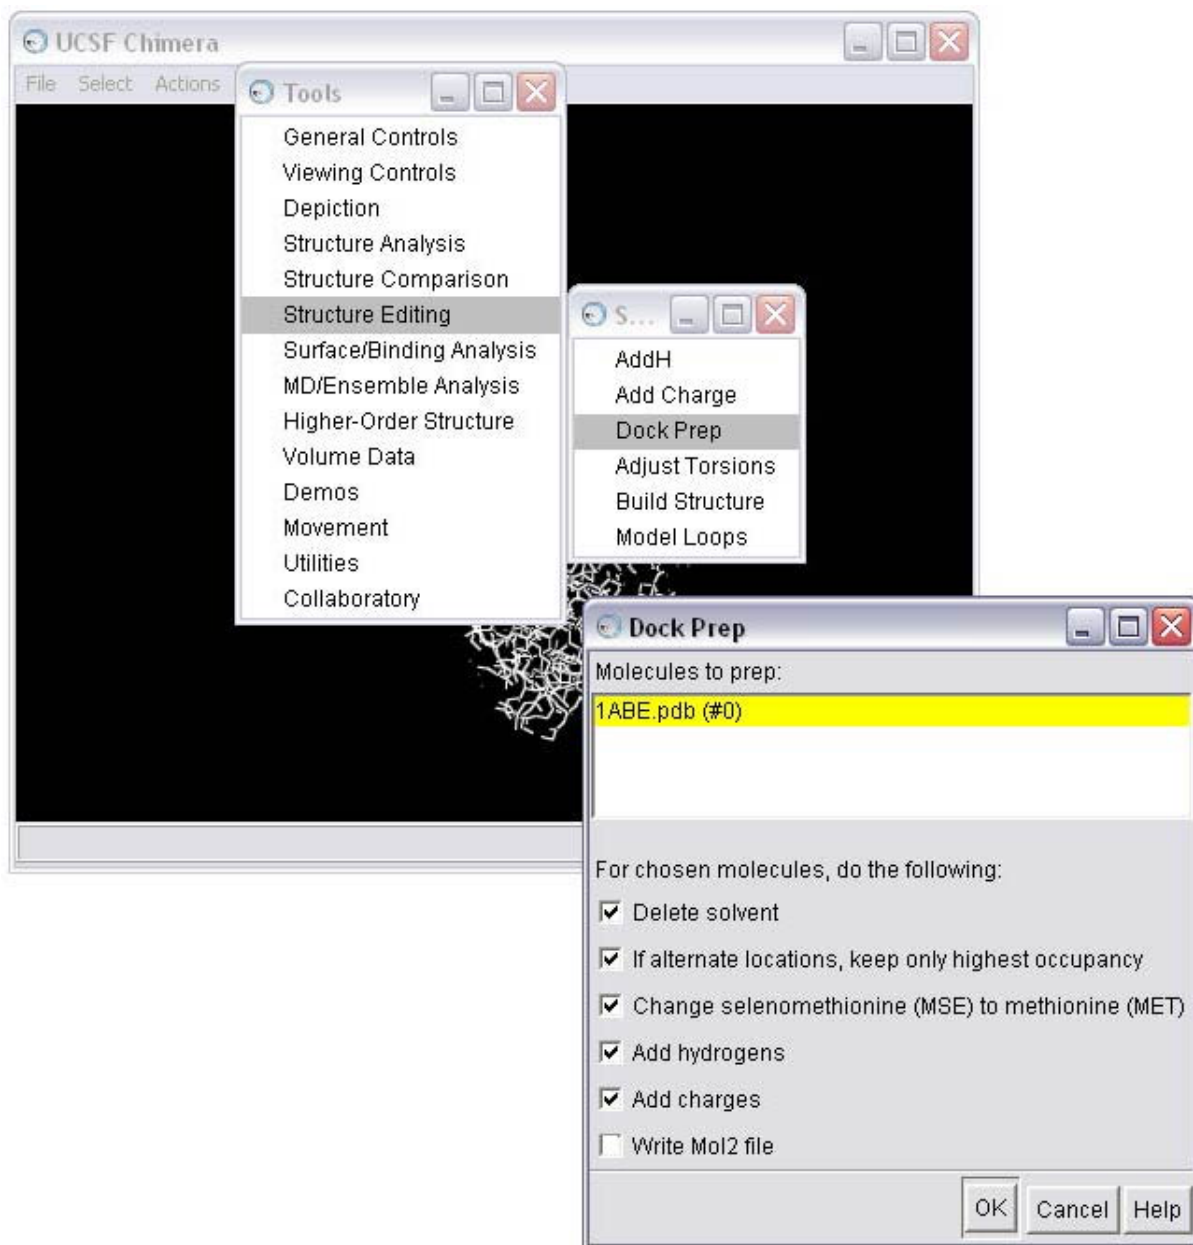 UCSF Chimera
File Select Actions
Tools
General Controls
Viewing Controls
Depiction
Structure Analysis
Structure Comparison
Structure Editing
Surface/Binding Analysis
MD/Ensemble Analysis
Higher-Order Structure
Volume Data
Demos
Movement
Utilities
Collaboratory
S...
AddH
Add Charge
Dock Prep
Adjust Torsions
Build Structure
Model Loops
Dock Prep
Molecules to prep:
1ABE.pdb (#0)
For chosen molecules, do the following:
Delete solvent
If alternate locations, keep only highest occupancy
Change selenomethionine (MSE) to methionine (MET)
Add hydrogens
Add charges
Write Mol2 file
OK Cancel Help